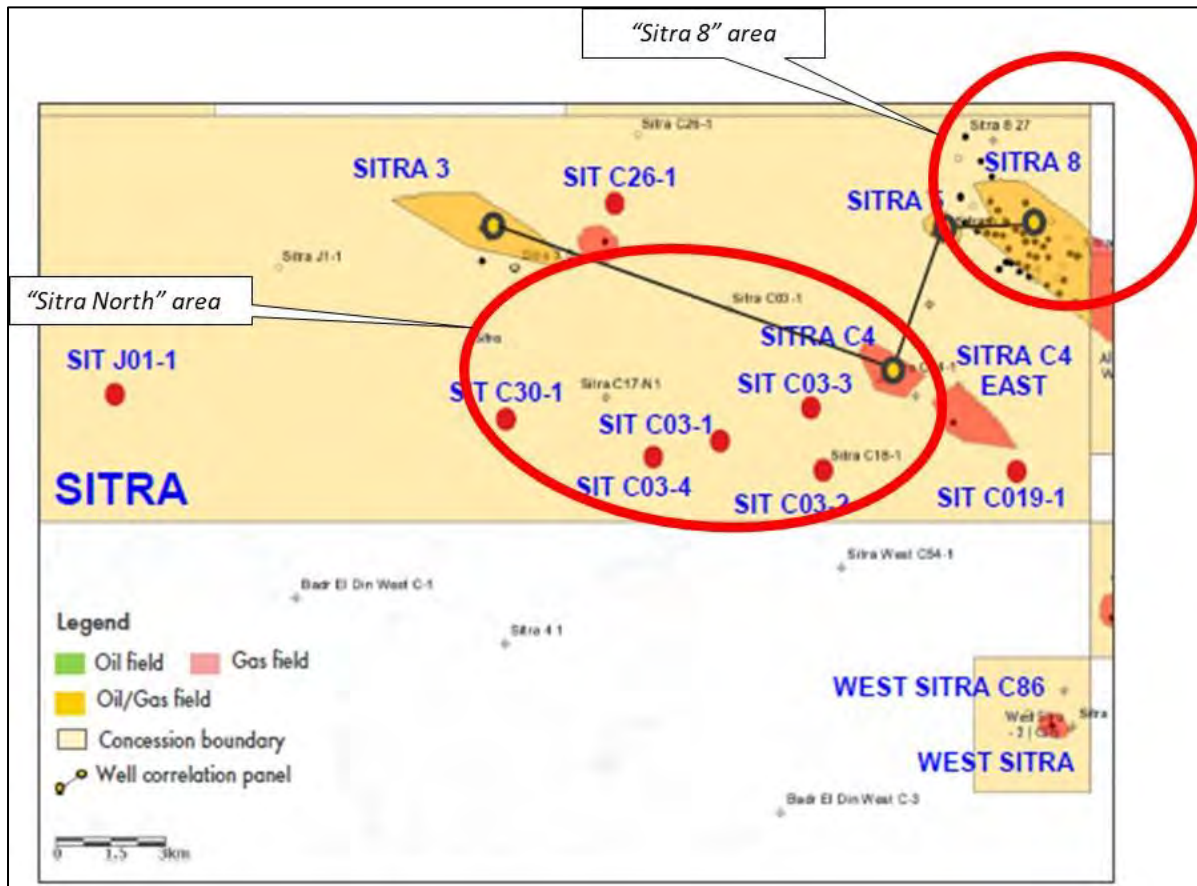 “Sitra 8” area
Sitra C26-1
Sitra 8 27
SITRA 3
SIT C26-1
SITRA 8
SITRA 5
Sitra J1-1
“Sitra North” area
Sitra C03-1
Sitra
SITRA C4
SITRA C4
EAST
SIT J01-1
SIT C30-1
Sitra C17-N1
SIT C03-3
SIT C03-1
SITRA
SIT C03-4
Sitra C18-1
SIT C03-2
SIT C019-1
Sitra West C54-1
Badr El Din West C-1
Sitra 4 1
Legend
Oil field
Gas field
Oil/Gas field
Concession boundary
Well correlation panel
WEST SITRA C86
Sitra
WEST SITRA
Badr El Din West C-3
0 1.5 3km